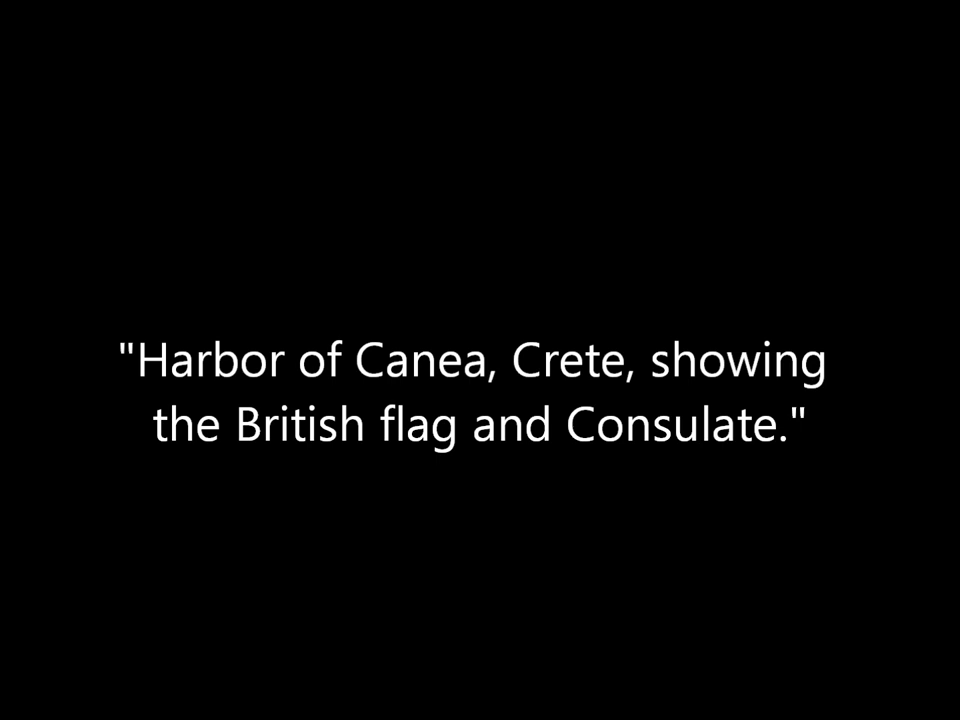 "Harbor of Canea, Crete, showing
the British flag and Consulate."